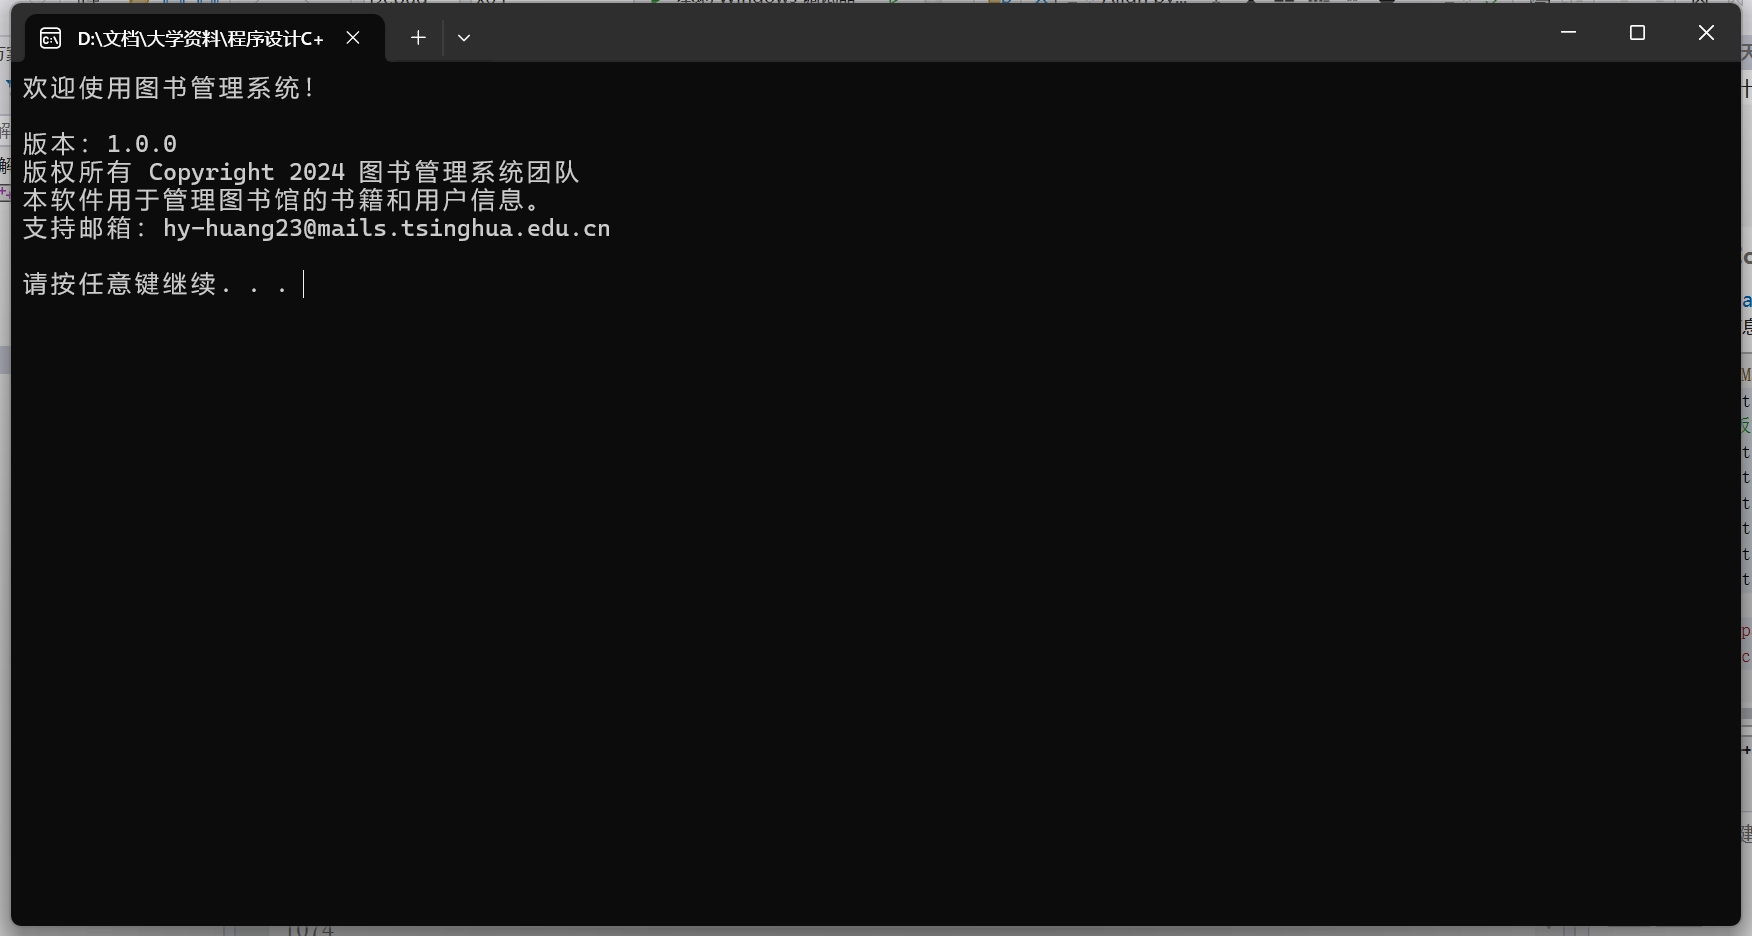 D:\文档\大学资料\程序设计C+
欢迎使用图书管理系统!
版本: 1.0.0
版权所有 Copyright 2024 图书管理系统团队
本软件用于管理图书馆的书籍和用户信息。
支持邮箱: hy-huang23@mails.tsinghua.edu.cn
请按任意键继续. . .